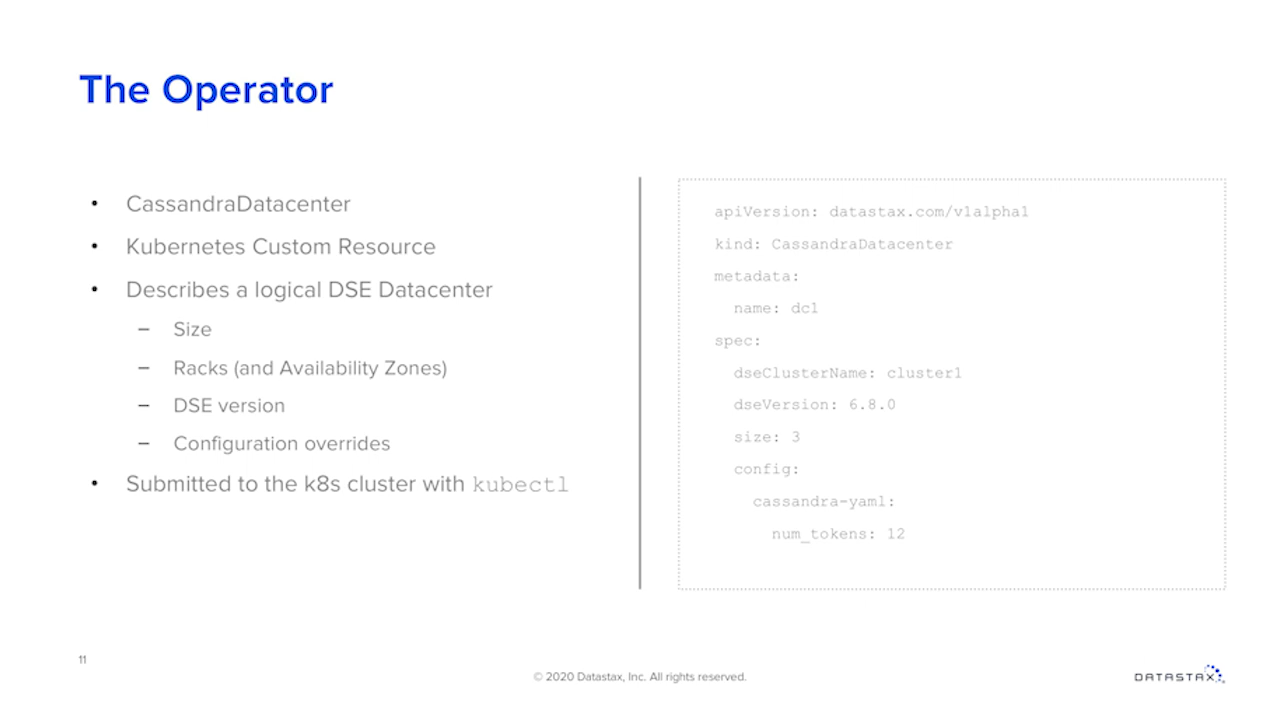 The Operator
• CassandraDatacenter
• Kubernetes Custom Resource
• Describes a logical DSE Datacenter
– Size
– Racks (and Availability Zones)
– DSE version
– Configuration overrides
• Submitted to the k8s cluster with kubectl
apiVersion: datastax.com/v1alpha1
kind: CassandraDatacenter
metadata:
  name: dc1
spec:
  dseClusterName: cluster1
  dseVersion: 6.8.0
  size: 3
  config:
    cassandra-yaml:
      num_tokens: 12
11
© 2020 Datastax, Inc. All rights reserved.
DATASTAX